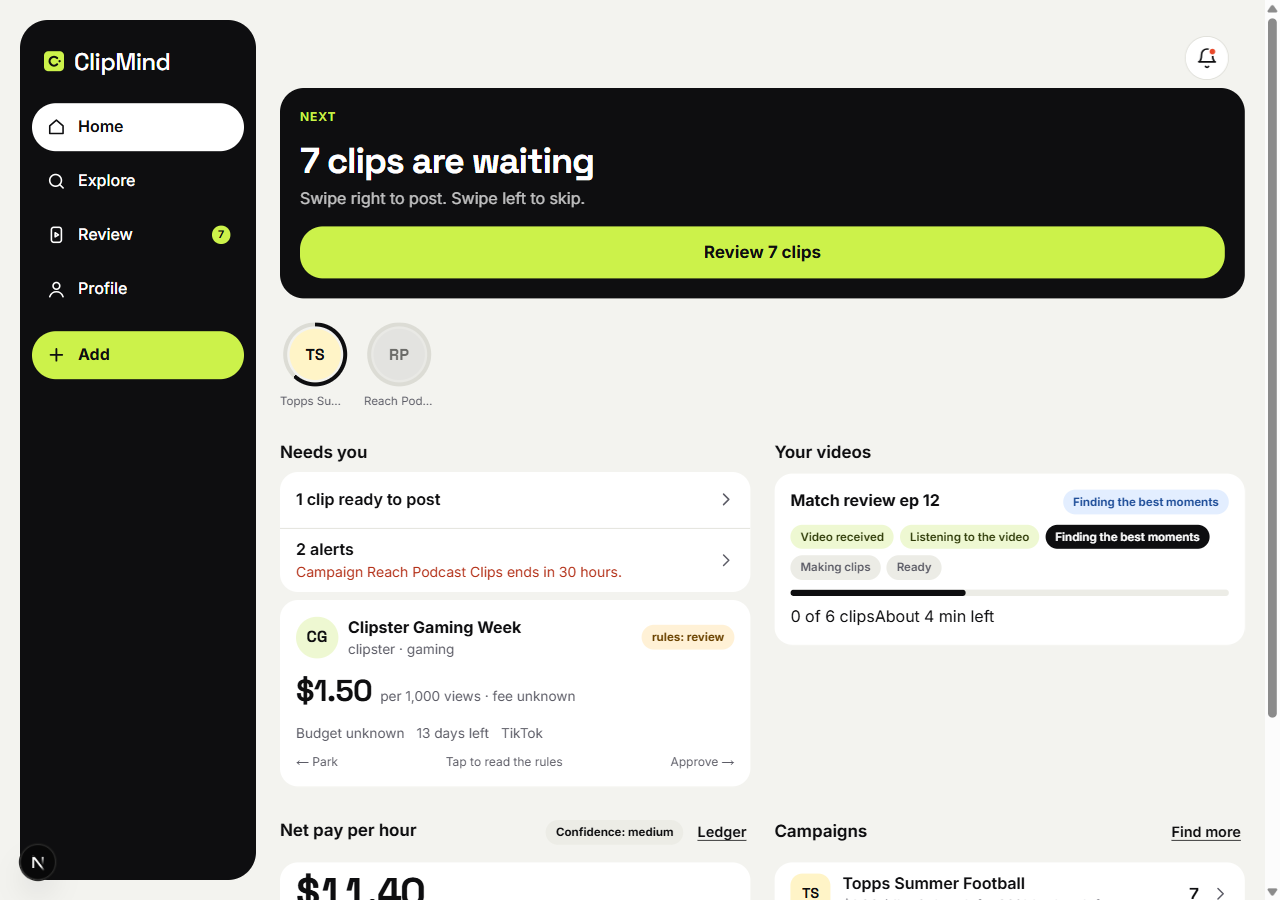 ClipMind
Home
Explore
Review 7
Profile
Add
N
NEXT
7 clips are waiting
Swipe right to post. Swipe left to skip.
Review 7 clips
TS RP
Topps Su... Reach Pod...
Needs you
1 clip ready to post
2 alerts
Campaign Reach Podcast Clips ends in 30 hours.
CG
Clipster Gaming Week
clipster · gaming
rules: review
$1.50 per 1,000 views · fee unknown
Budget unknown 13 days left TikTok
← Park Tap to read the rules Approve →
Your videos
Match review ep 12 Finding the best moments
Video received Listening to the video Finding the best moments
Making clips Ready
0 of 6 clipsAbout 4 min left
Net pay per hour Confidence: medium Ledger
$11.40
Campaigns Find more
TS Topps Summer Football 7